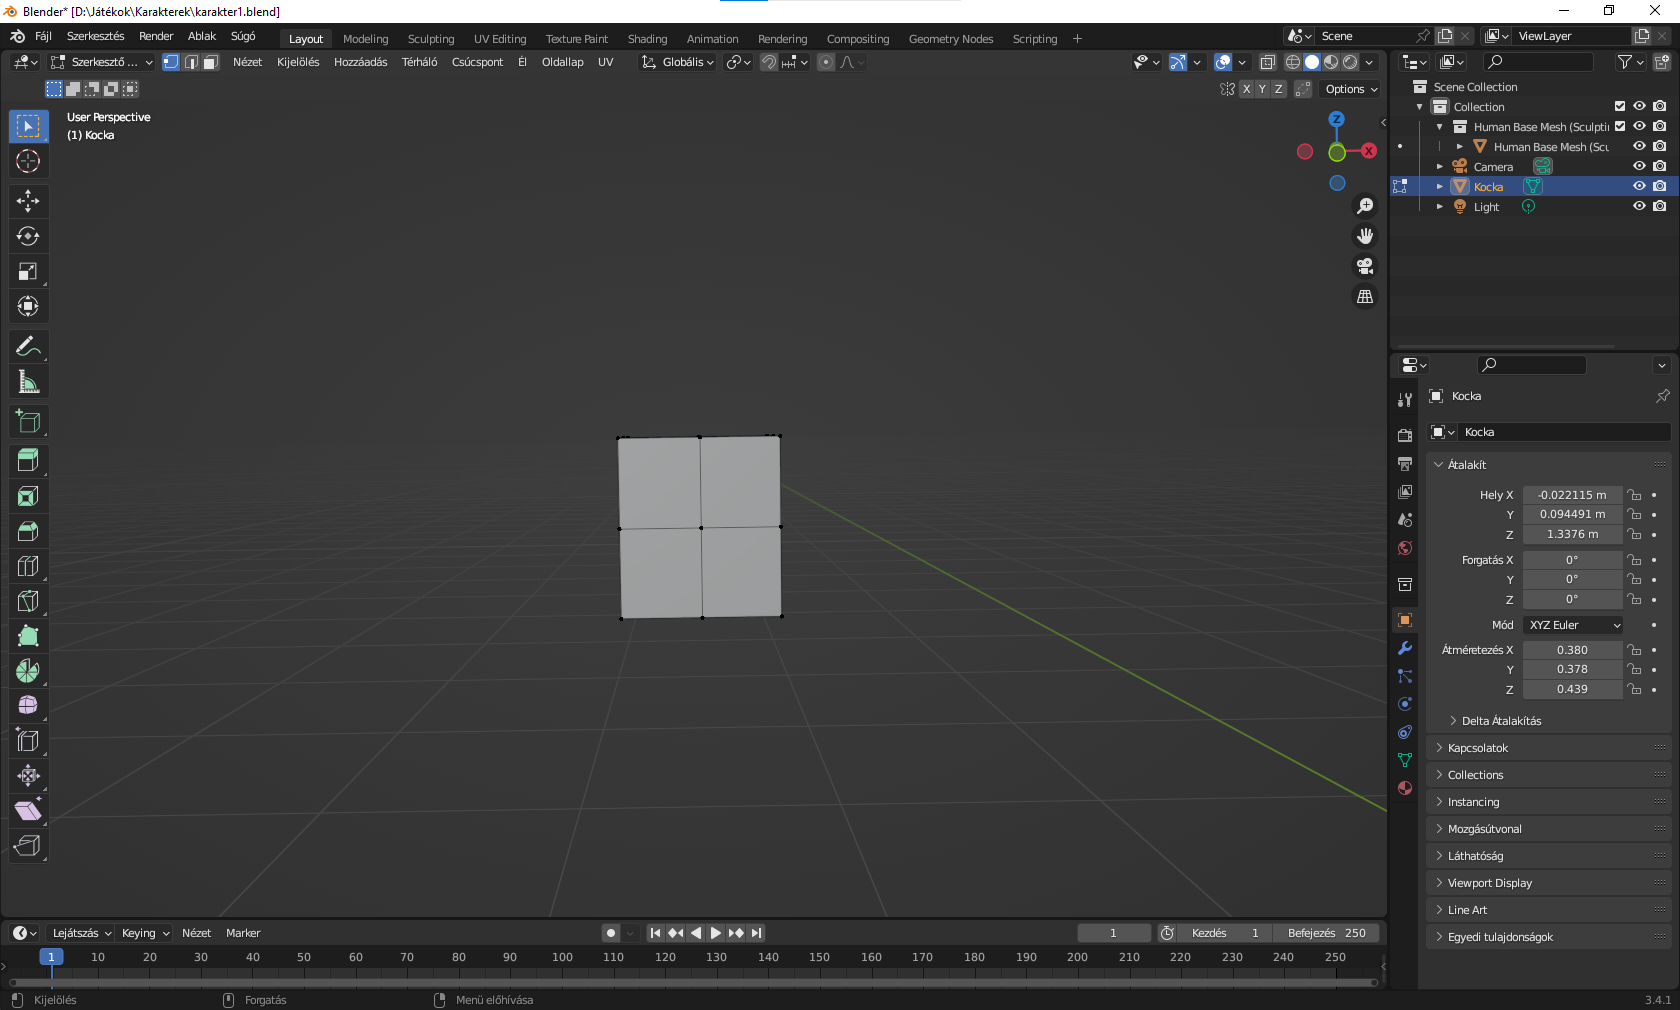 Blender* [D:\Játékok\Karakterek\karakter1.blend]
Fájl Szerkesztés Render Ablak Súgó Layout Modeling Sculpting UV Editing Texture Paint Shading Animation Rendering Compositing Geometry Nodes Scripting + Scene ViewLayer
Szerkesztő ... Nézet Kijelölés Hozzáadás Térháló Csúcspont Él Oldallap UV Globális
X Y Z Options
User Perspective
(1) Kocka
Z
X
Scene Collection
Collection
Human Base Mesh (Sculptin
Human Base Mesh (Scu
Camera
Kocka
Light
Kocka
Kocka
Átalakít
Hely X -0.022115 m
Y 0.094491 m
Z 1.3376 m
Forgatás X 0°
Y 0°
Z 0°
Mód XYZ Euler
Átméretezés X 0.380
Y 0.378
Z 0.439
Delta Átalakítás
Kapcsolatok
Collections
Instancing
Mozgásútvonal
Láthatóság
Viewport Display
Line Art
Egyedi tulajdonságok
Lejátszás Keying Nézet Marker 1 Kezdés 1 Befejezés 250
1 10 20 30 40 50 60 70 80 90 100 110 120 130 140 150 160 170 180 190 200 210 220 230 240 250
Kijelölés Forgatás Menü előhívása 3.4.1